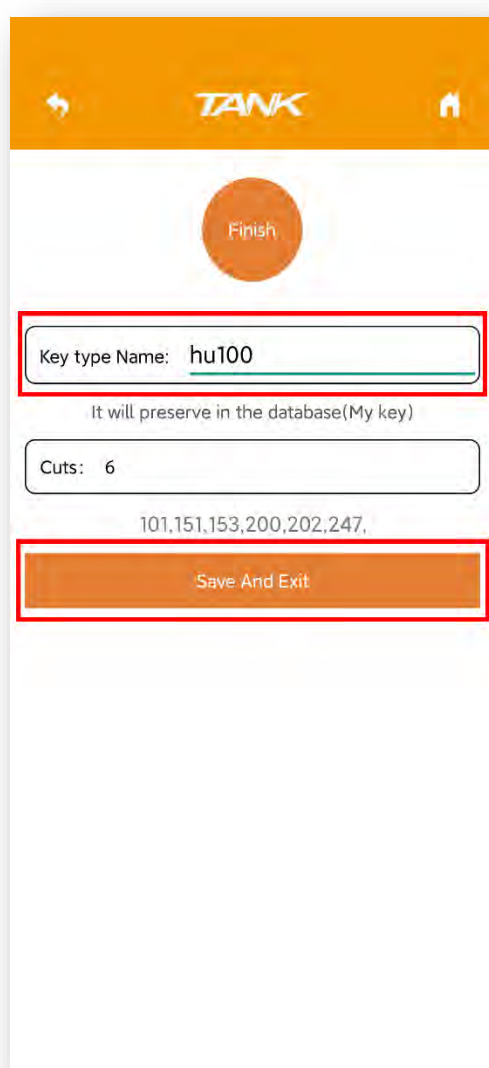 TANK
Finish
Key type Name: hu100
It will preserve in the database(My key)
Cuts: 6
101,151,153,200,202,247,
Save And Exit